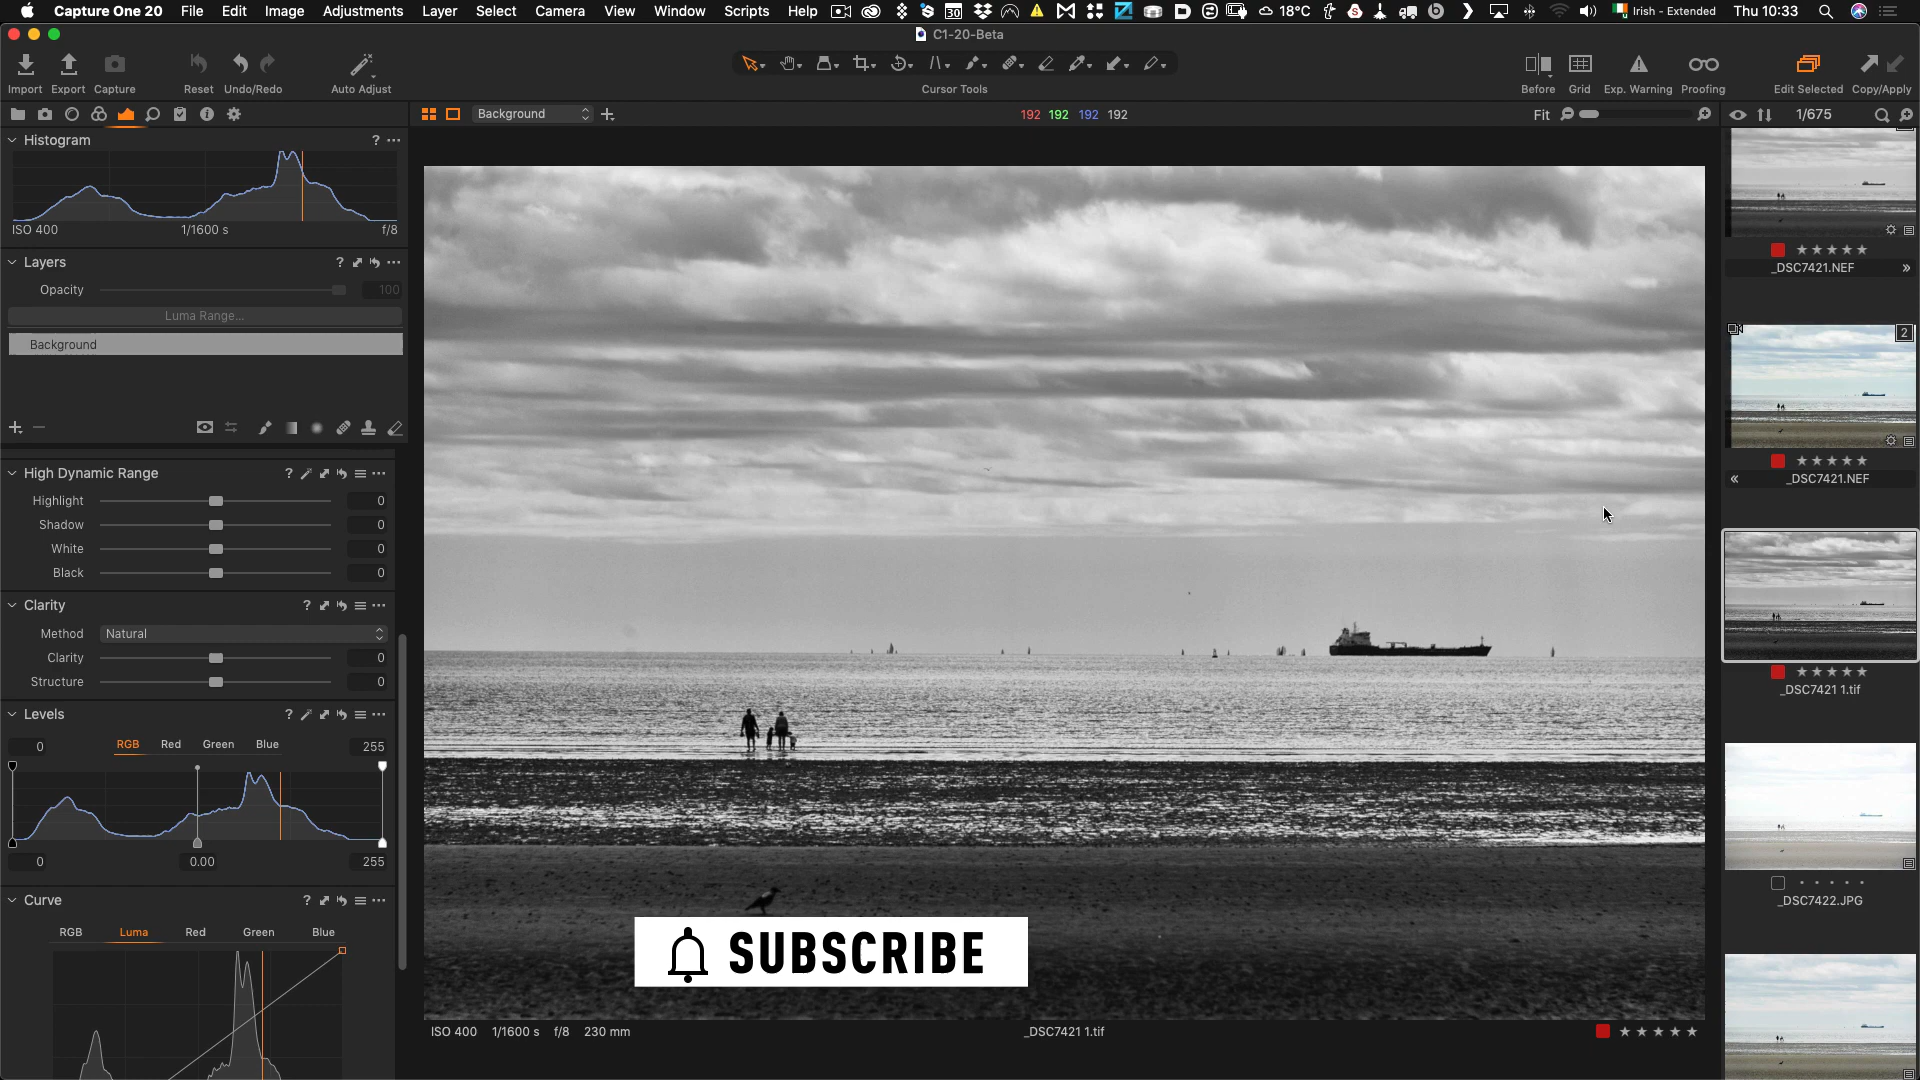 Capture One 20 File Edit Image Adjustments Layer Select Camera View Window Scripts Help 30 18°C Irish - Extended Thu 10:33
C1-20-Beta
Import Export Capture Reset Undo/Redo Auto Adjust Cursor Tools Before Grid Exp. Warning Proofing Edit Selected Copy/Apply
Background 192 192 192 192 Fit 1/675
Histogram ?
ISO 400 1/1600 s f/8
Layers ?
Opacity 100
Luma Range...
Background
High Dynamic Range ?
Highlight 0
Shadow 0
White 0
Black 0
Clarity ?
Method Natural
Clarity 0
Structure 0
Levels ?
0 RGB Red Green Blue 255
0 0.00 255
Curve ?
RGB Luma Red Green Blue
SUBSCRIBE
ISO 400 1/1600 s f/8 230 mm _DSC7421 1.tif
_DSC7421.NEF
2
_DSC7421.NEF
_DSC7421 1.tif
_DSC7422.JPG